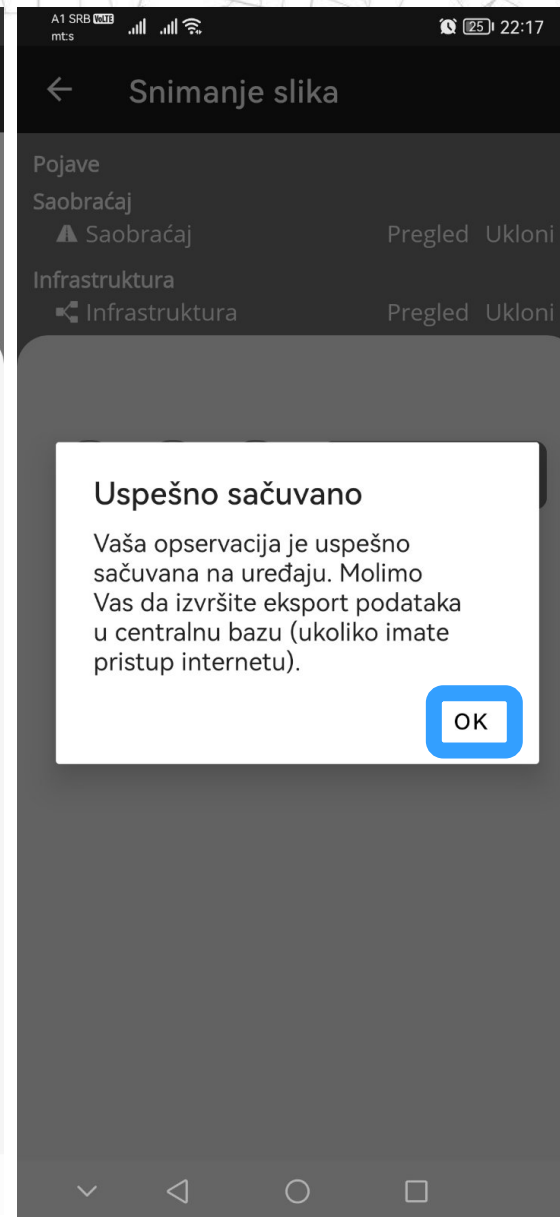 A1 SRB VoLTE
mt:s
25 22:17
Snimanje slika
Pojave
Saobraćaj
Saobraćaj Pregled Ukloni
Infrastruktura
Infrastruktura Pregled Ukloni
Uspešno sačuvano
Vaša opservacija je uspešno
sačuvana na uređaju. Molimo
Vas da izvršite eksport podataka
u centralnu bazu (ukoliko imate
pristup internetu).
OK